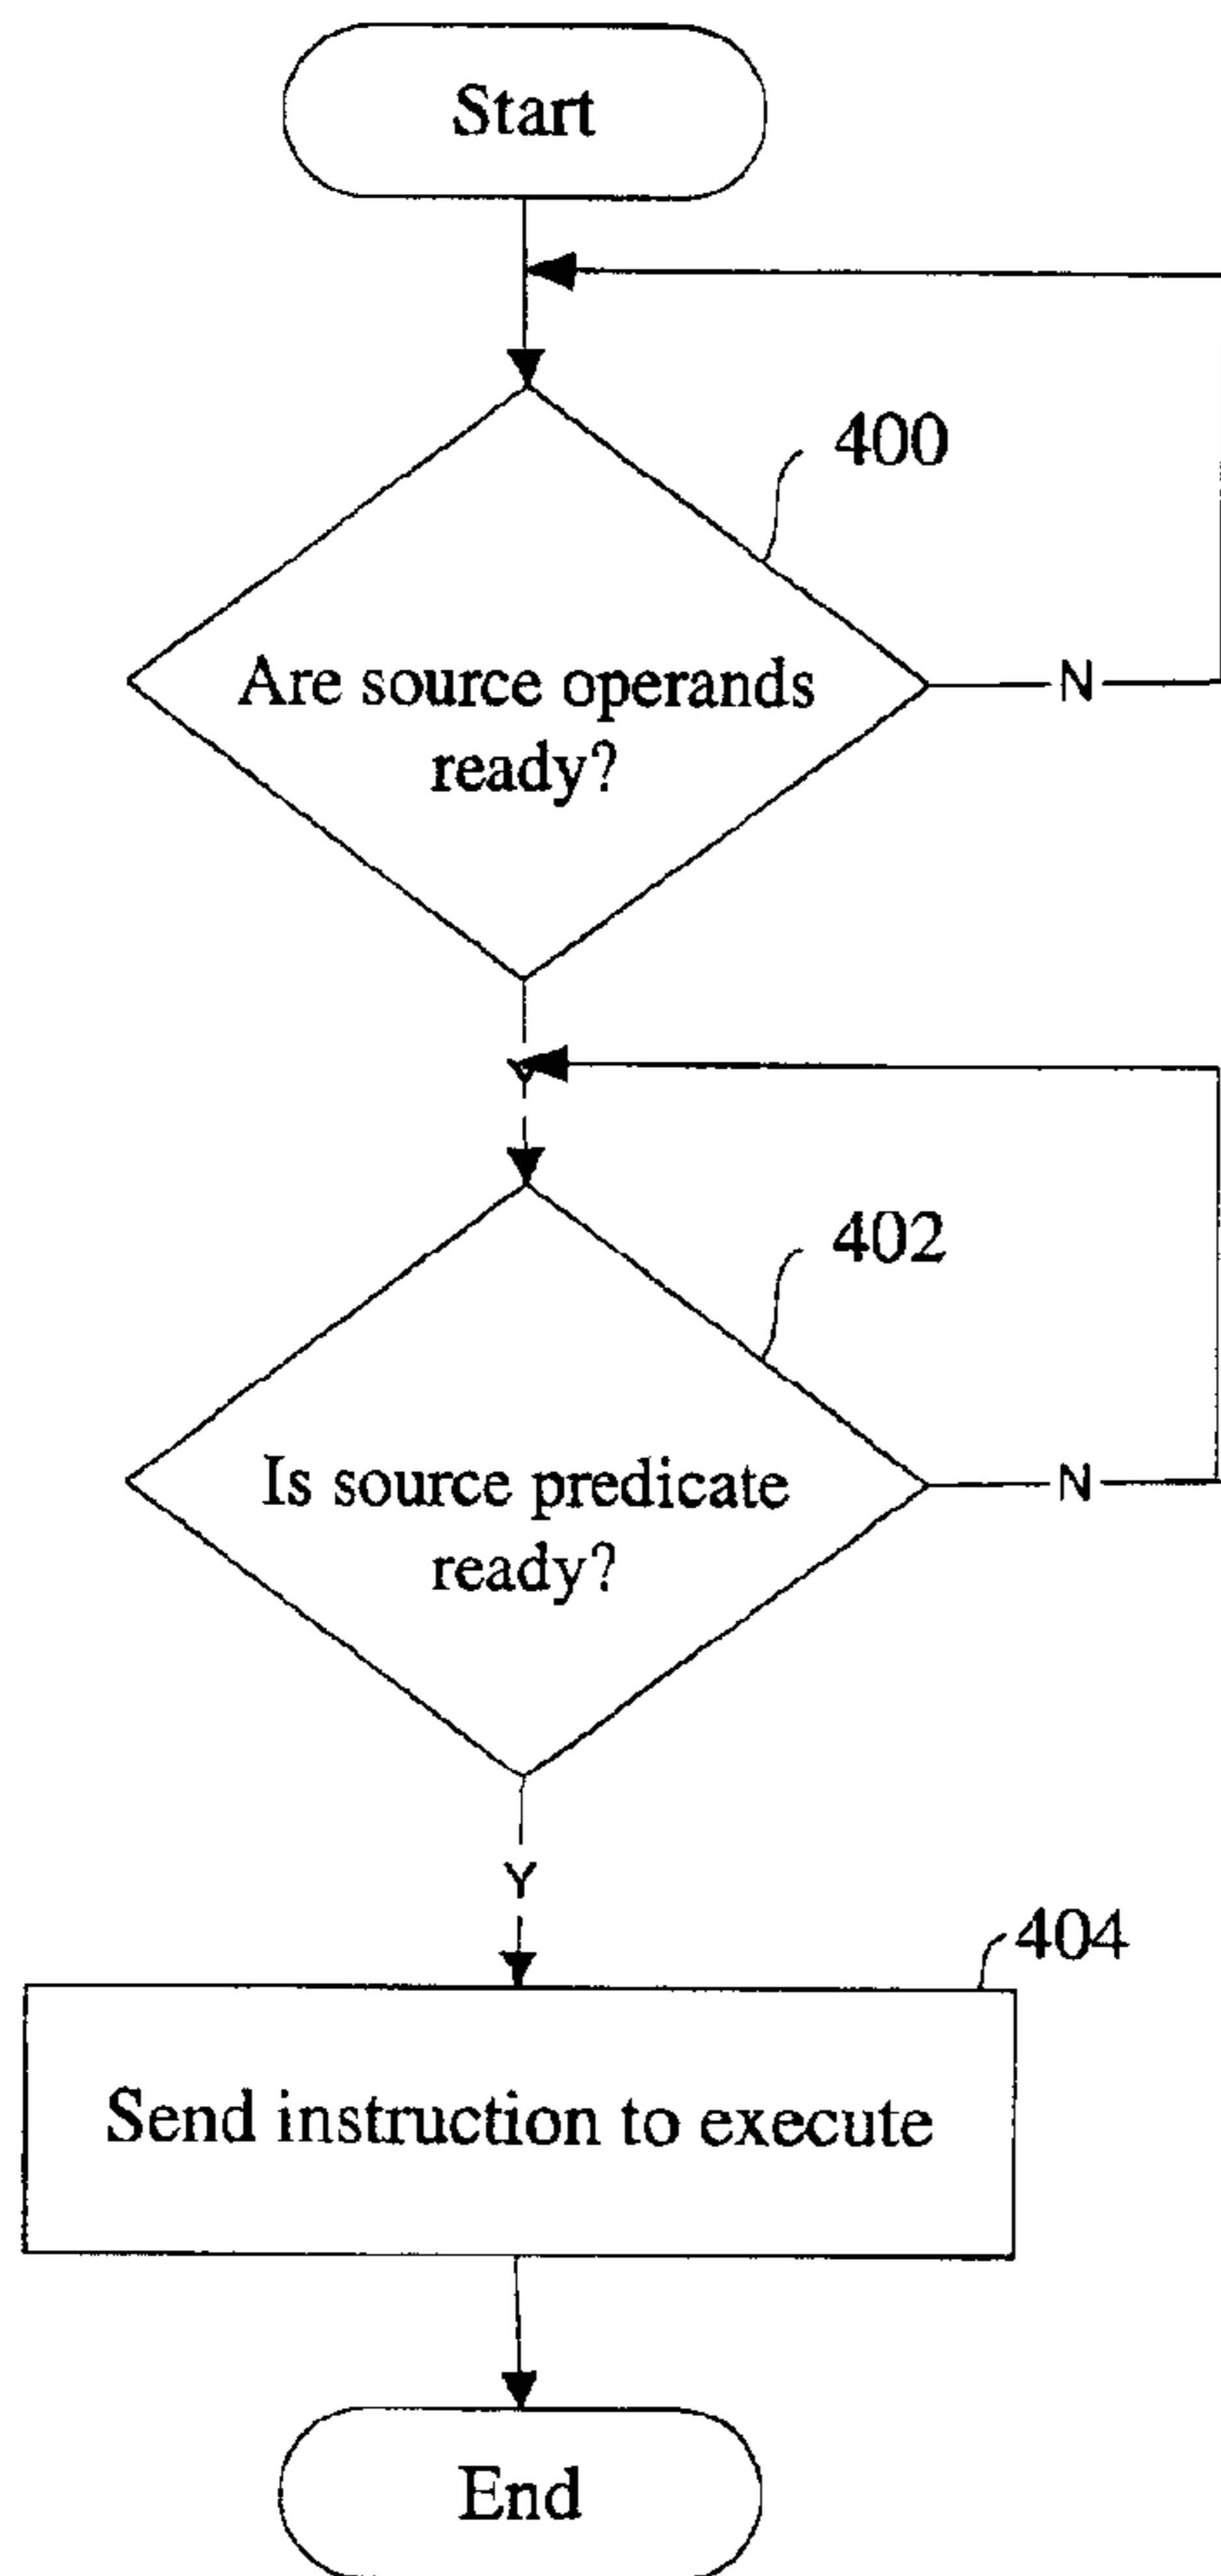 Start
400
Are source operands
ready?
N
Y
402
Is source predicate
ready?
N
Y
404
Send instruction to execute
End